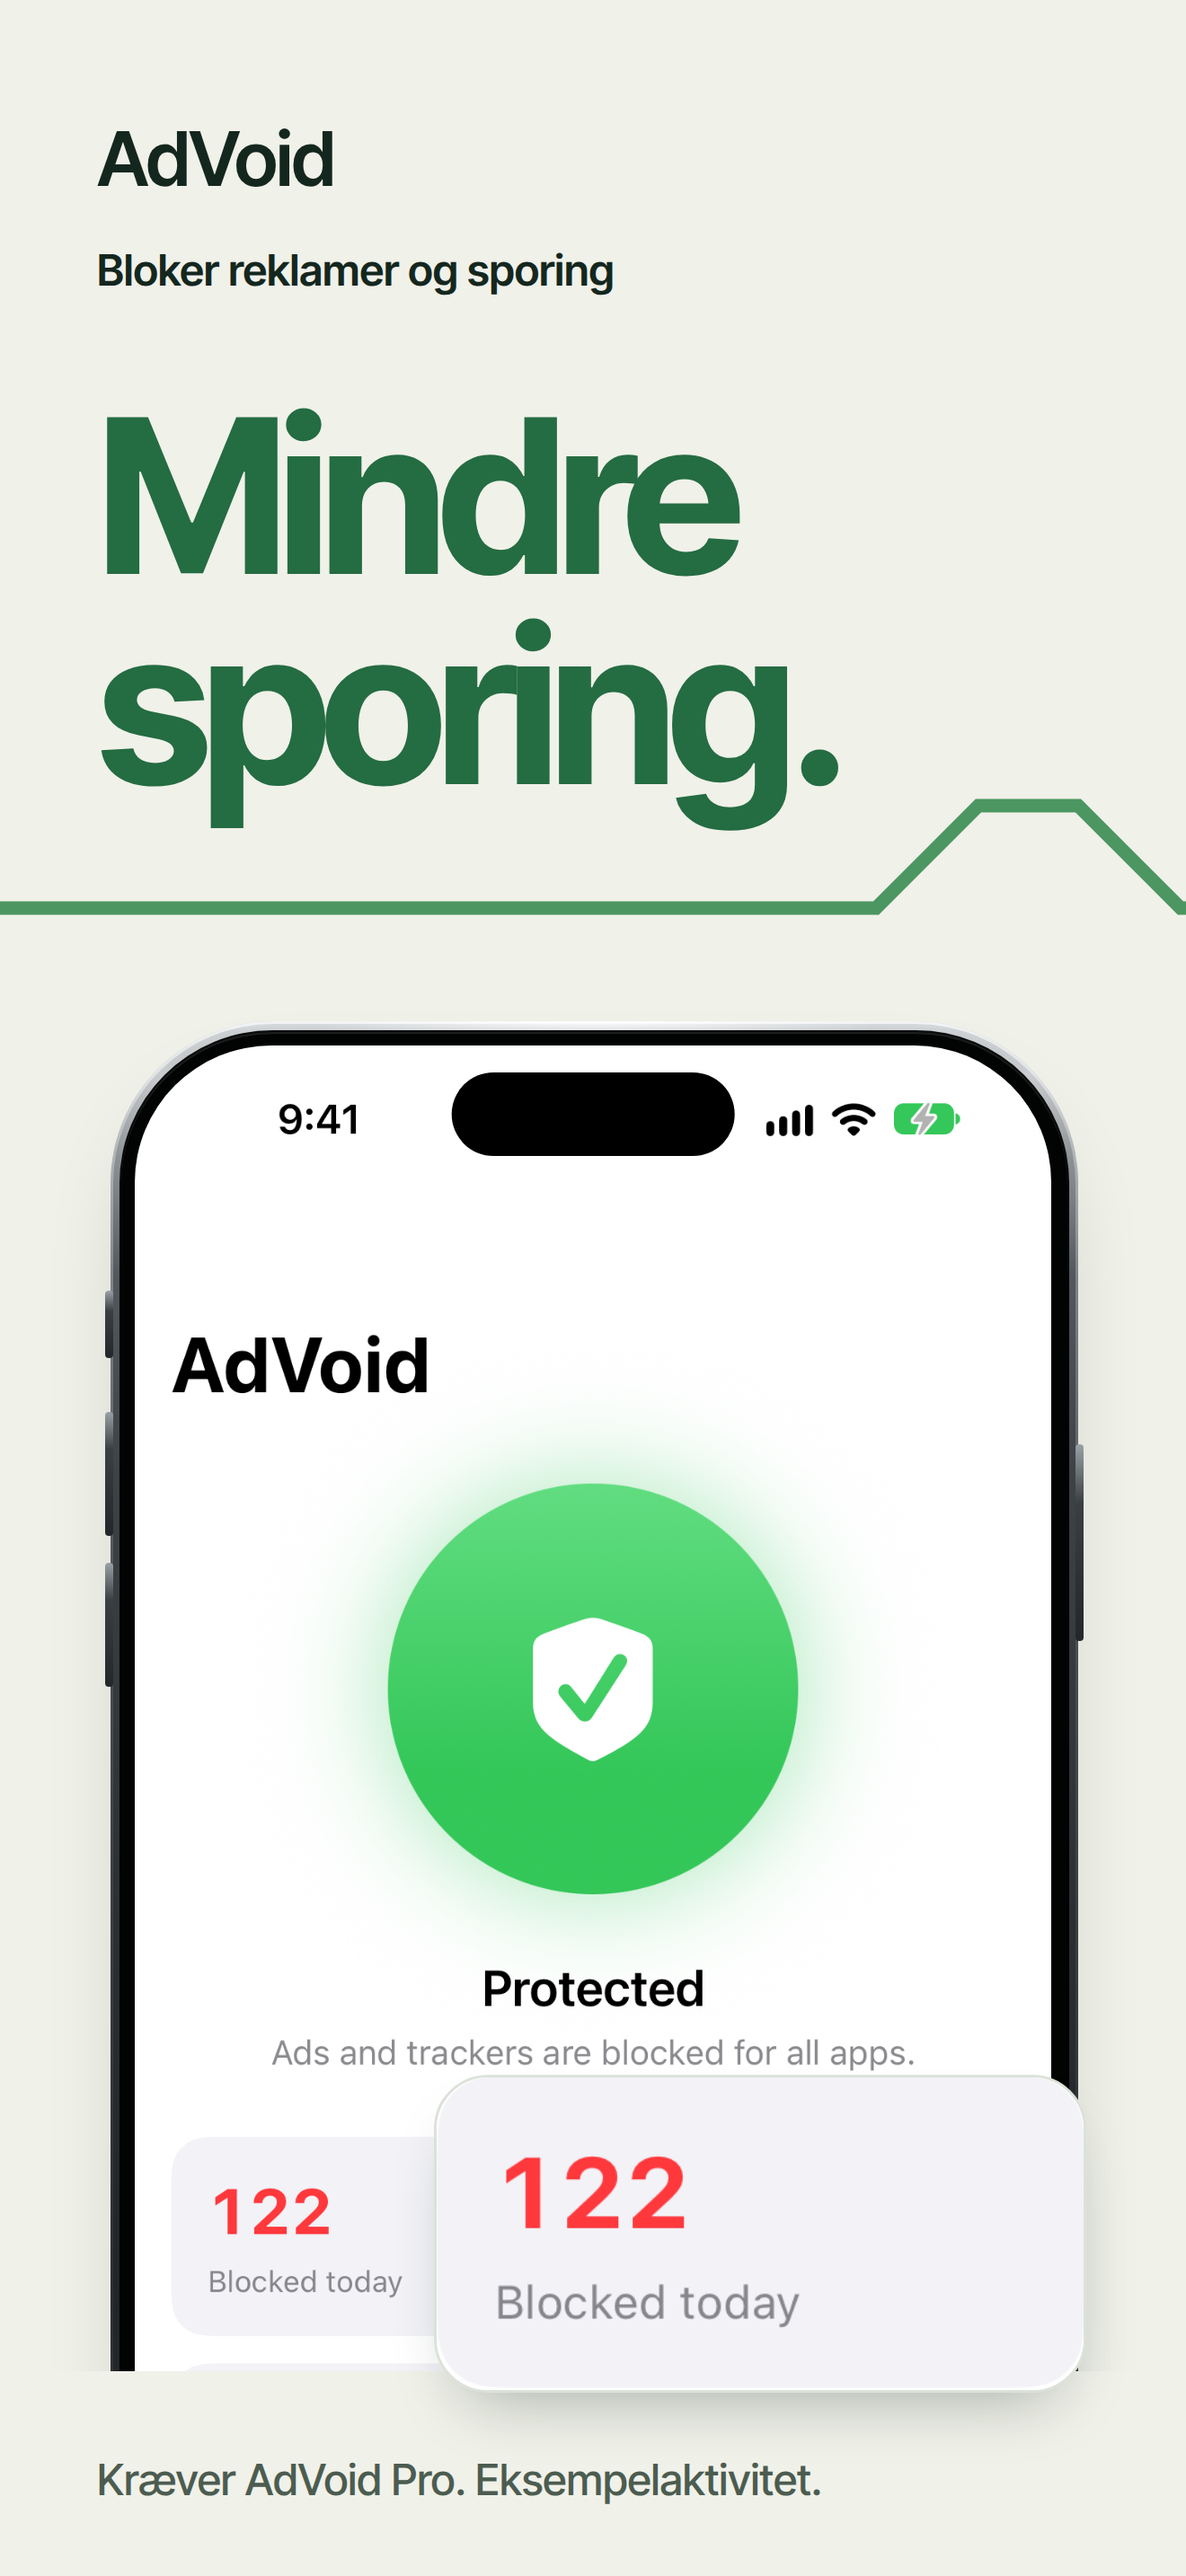 AdVoid
Bloker reklamer og sporing
Mindre
sporing.
9:41
AdVoid
Protected
Ads and trackers are blocked for all apps.
122
Blocked today
122
Blocked today
Kræver AdVoid Pro. Eksempelaktivitet.